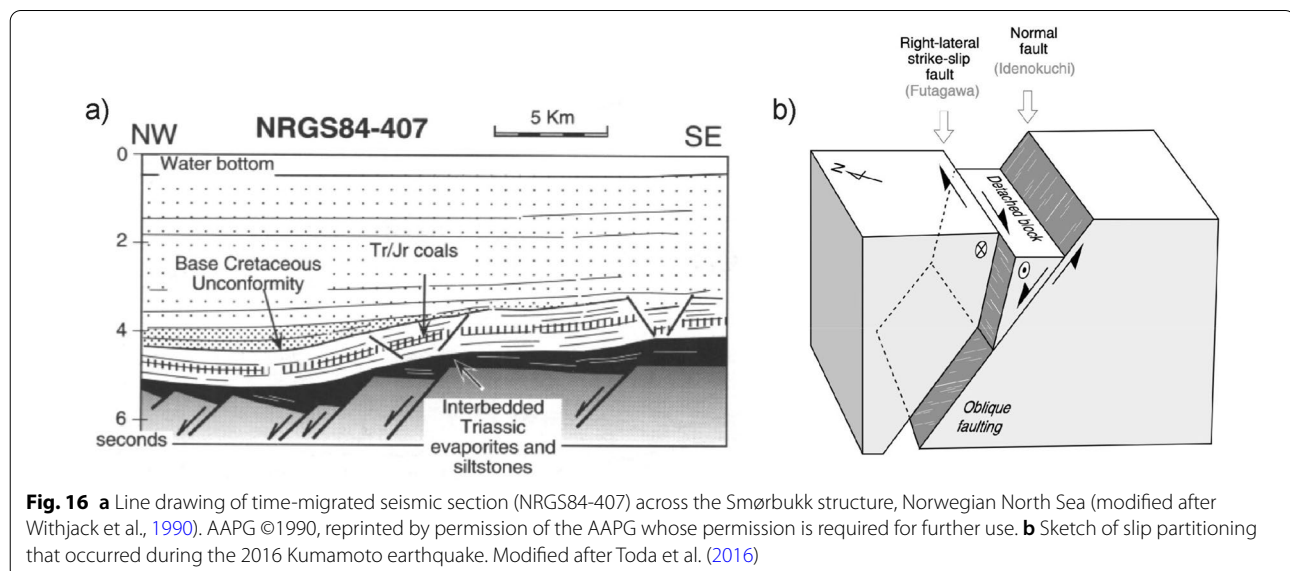 a)
NW
NRGS84-407
5 Km
SE
0
Water bottom
2
Base Cretaceous
Unconformity
Tr/Jr coals
4
6
seconds
Interbedded
Triassic
evaporites and
siltstones
b)
Right-lateral
strike-slip
fault
(Futagawa)
Normal
fault
(Idenokuchi)
N
Detached block
Oblique
faulting
Fig. 16 a Line drawing of time-migrated seismic section (NRGS84-407) across the Smørbukk structure, Norwegian North Sea (modified after
Withjack et al., 1990). AAPG ©1990, reprinted by permission of the AAPG whose permission is required for further use. b Sketch of slip partitioning
that occurred during the 2016 Kumamoto earthquake. Modified after Toda et al. (2016)